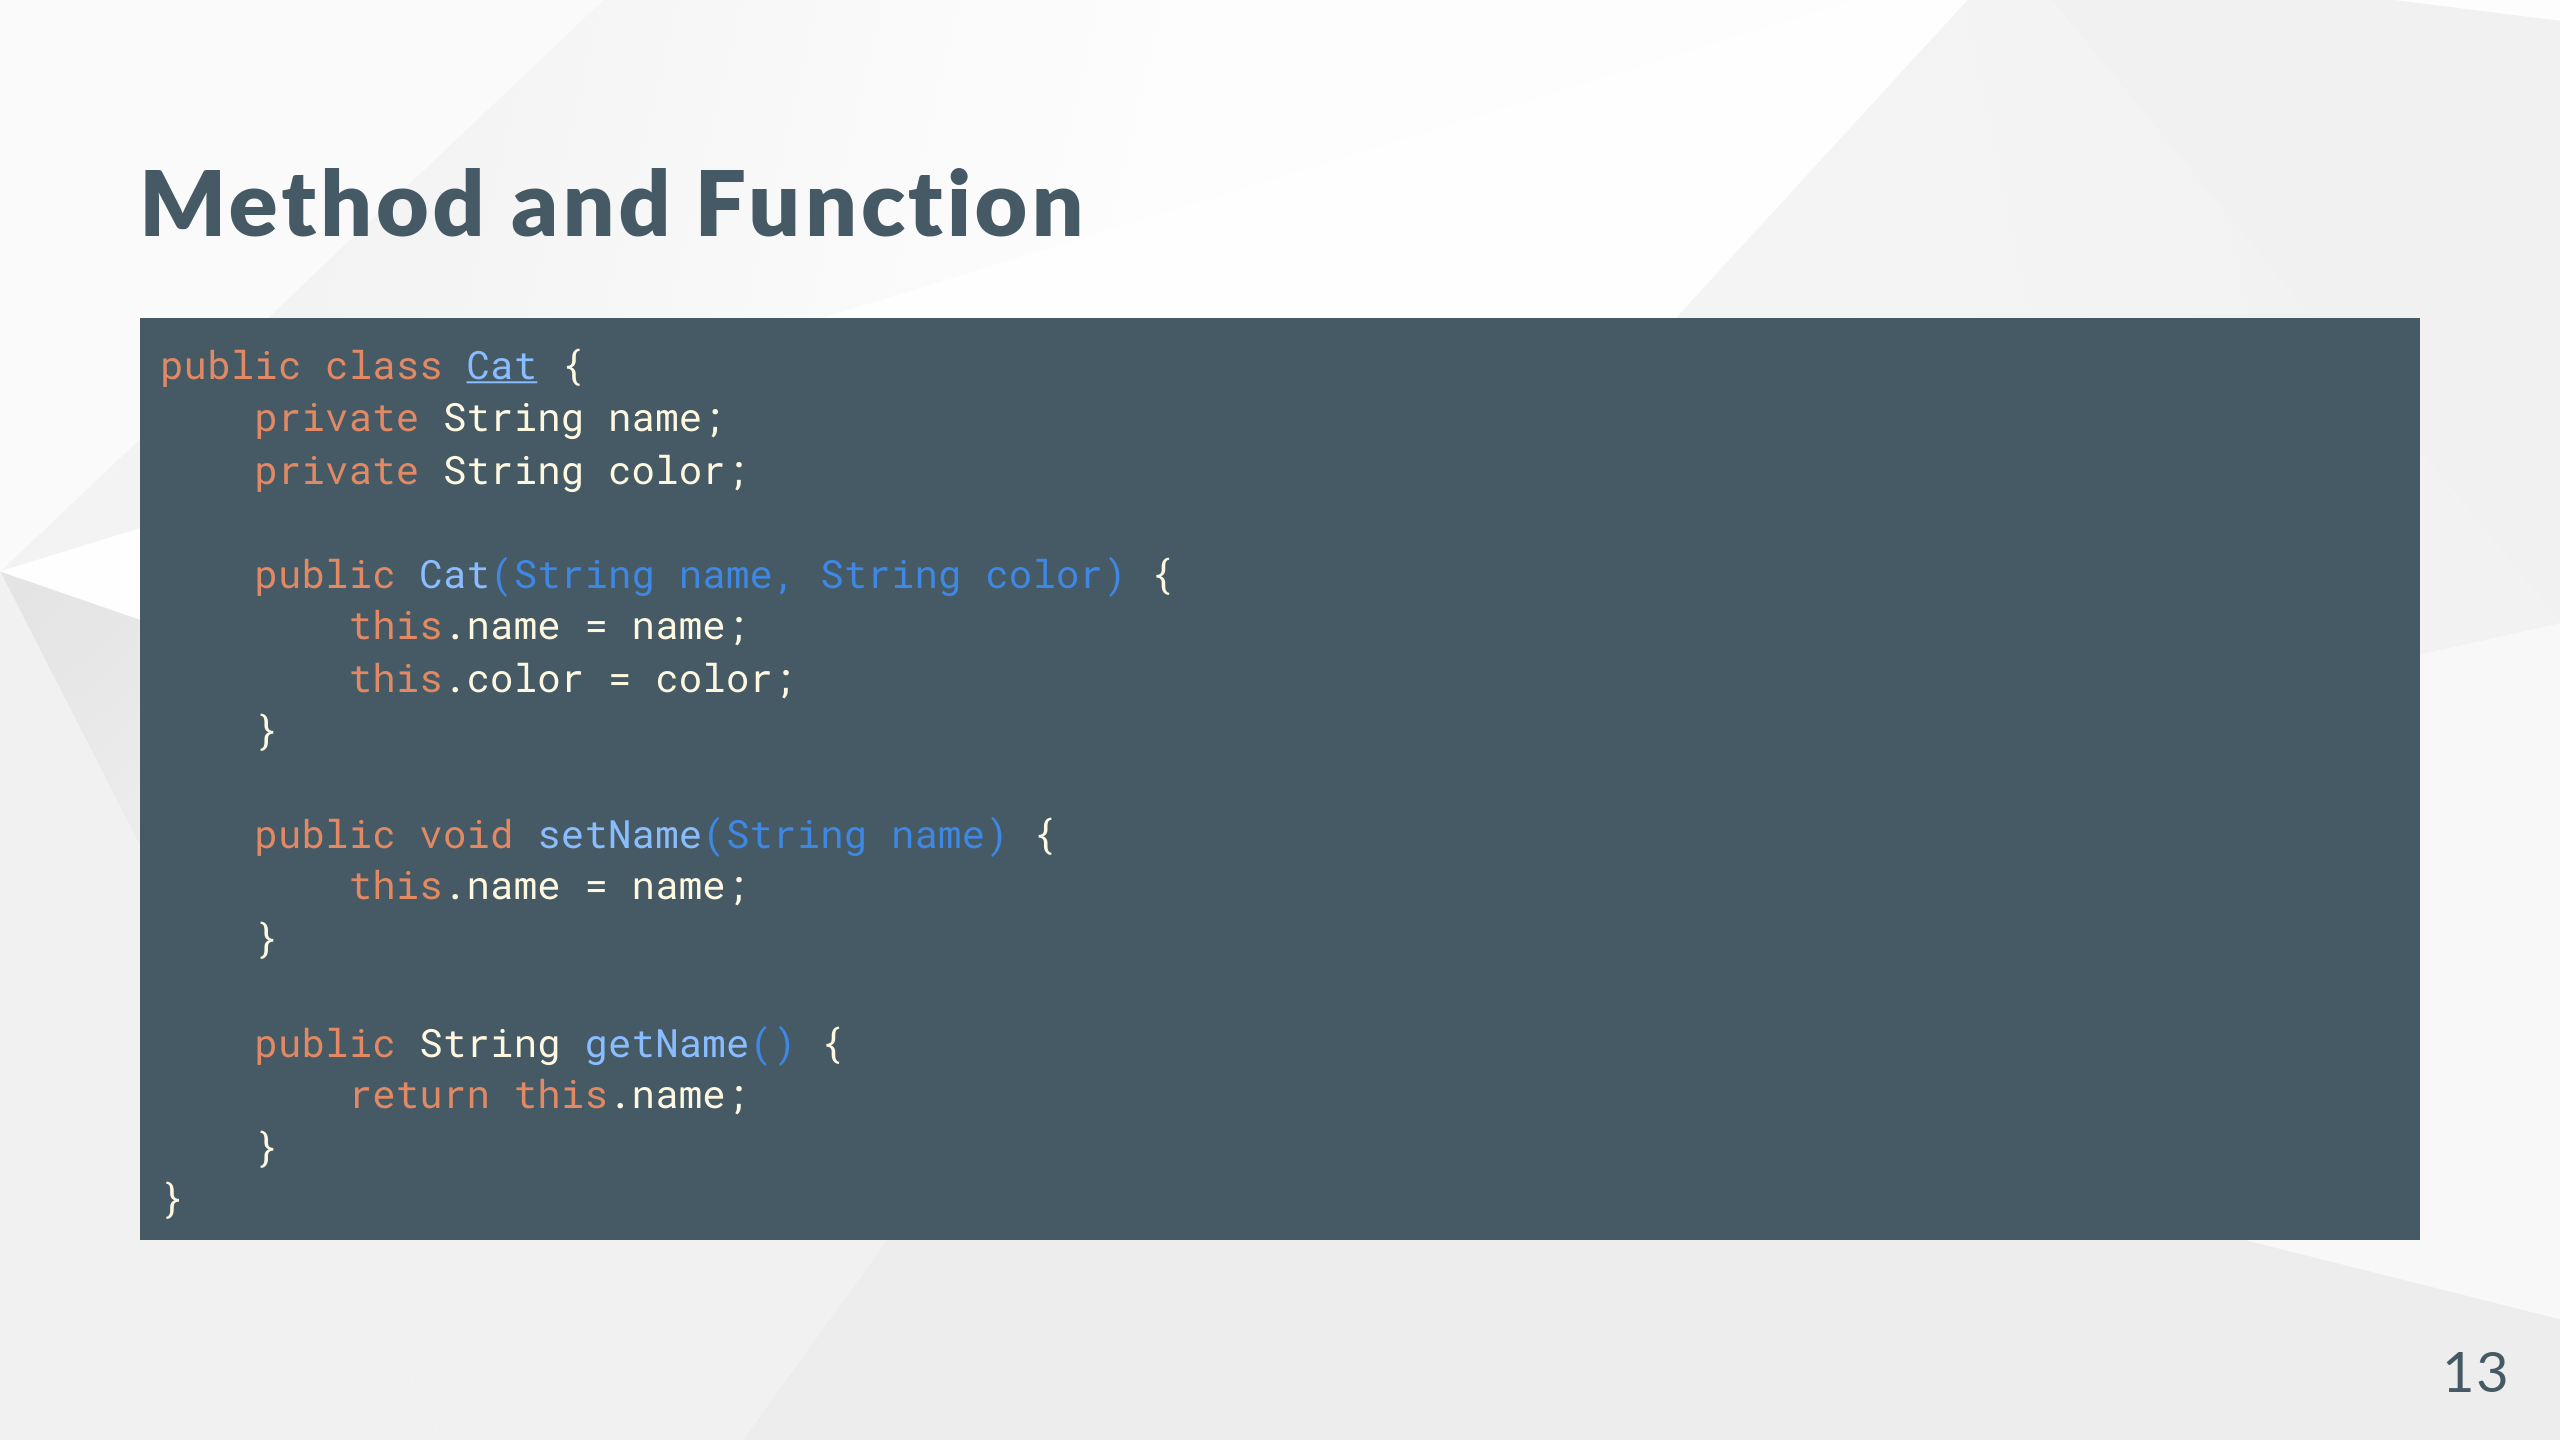 Method and Function
public class Cat {
    private String name;
    private String color;

    public Cat(String name, String color) {
        this.name = name;
        this.color = color;
    }

    public void setName(String name) {
        this.name = name;
    }

    public String getName() {
        return this.name;
    }
}
13